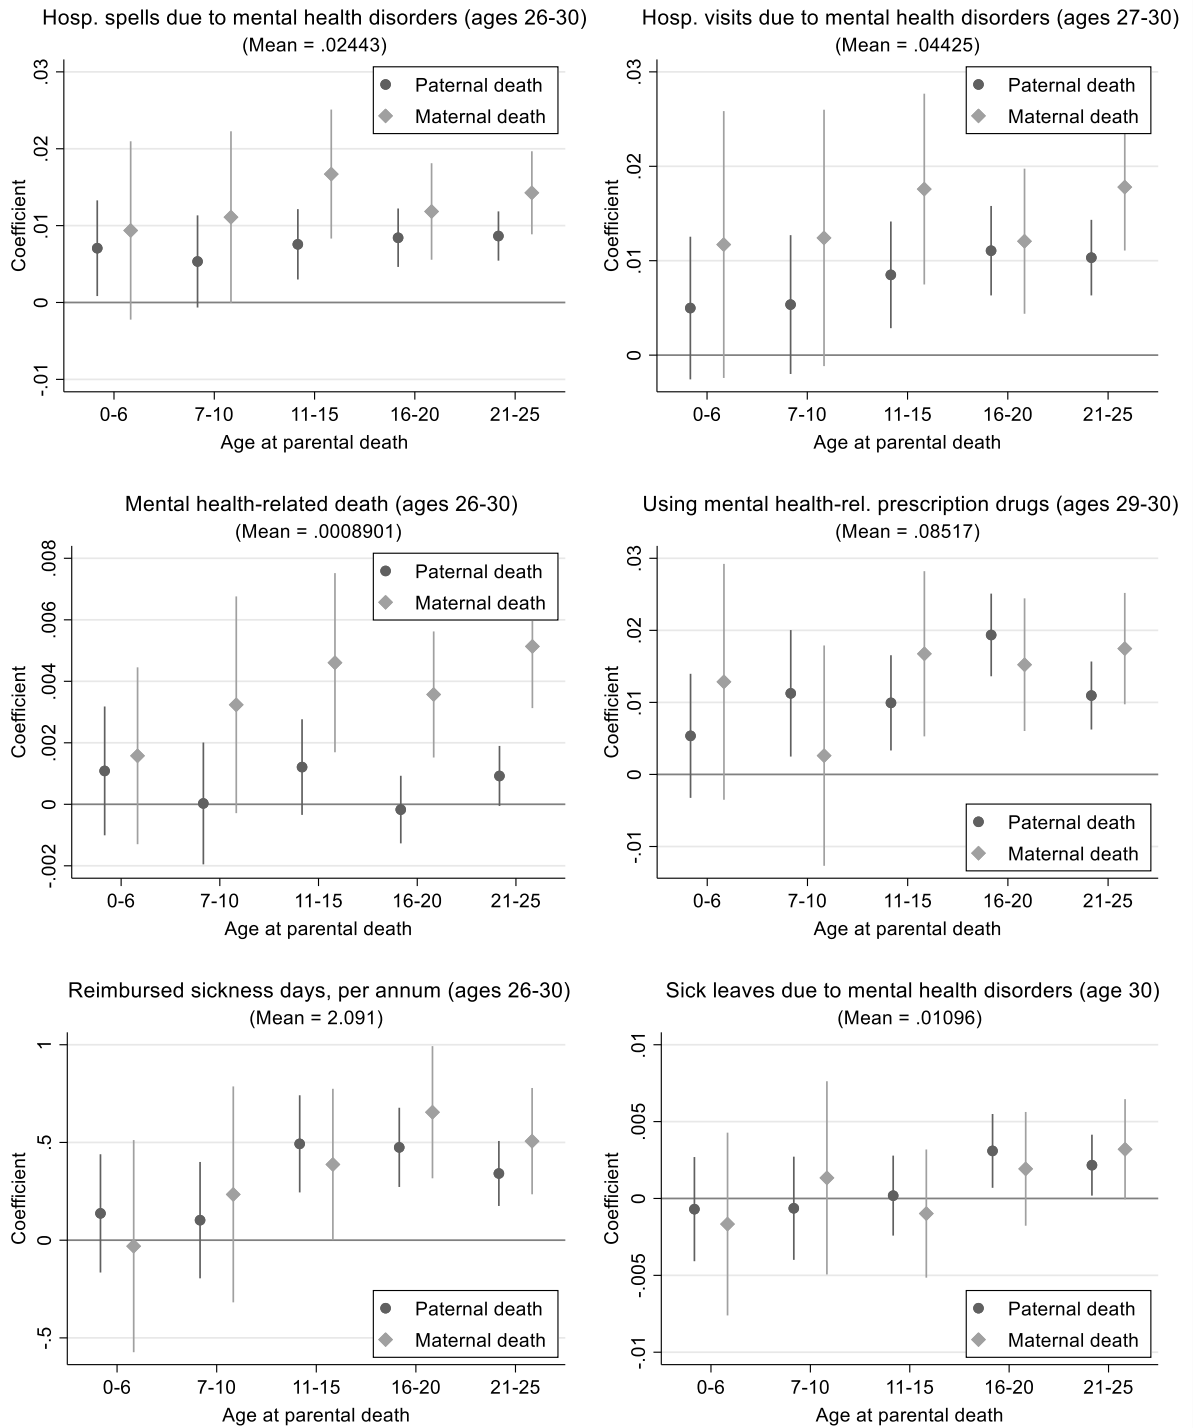 Hosp. spells due to mental health disorders (ages 26-30)
(Mean = .02443)
.03
.02
.01
0
-.01
Coefficient
Paternal death
Maternal death
0-6 7-10 11-15 16-20 21-25
Age at parental death
Hosp. visits due to mental health disorders (ages 27-30)
(Mean = .04425)
.03
.02
.01
0
Coefficient
Paternal death
Maternal death
0-6 7-10 11-15 16-20 21-25
Age at parental death
Mental health-related death (ages 26-30)
(Mean = .0008901)
.008
.006
.004
.002
0
-.002
Coefficient
Paternal death
Maternal death
0-6 7-10 11-15 16-20 21-25
Age at parental death
Using mental health-rel. prescription drugs (ages 29-30)
(Mean = .08517)
.03
.02
.01
0
-.01
Coefficient
Paternal death
Maternal death
0-6 7-10 11-15 16-20 21-25
Age at parental death
Reimbursed sickness days, per annum (ages 26-30)
(Mean = 2.091)
1
.5
0
-.5
Coefficient
Paternal death
Maternal death
0-6 7-10 11-15 16-20 21-25
Age at parental death
Sick leaves due to mental health disorders (age 30)
(Mean = .01096)
.01
.005
0
-.005
-.01
Coefficient
Paternal death
Maternal death
0-6 7-10 11-15 16-20 21-25
Age at parental death